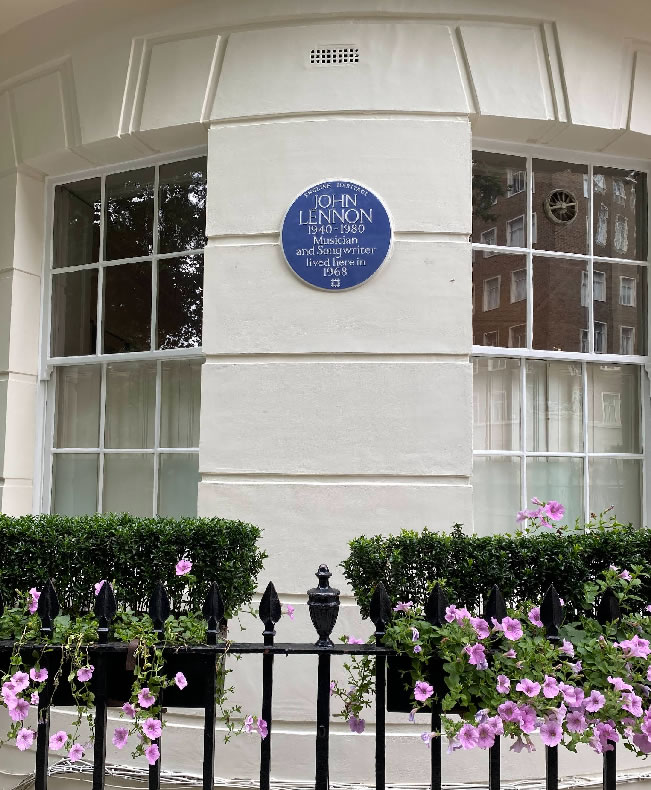 ENGLISH HERITAGE
JOHN
LENNON
1940-1980
Musician
and Songwriter
lived here in
1968